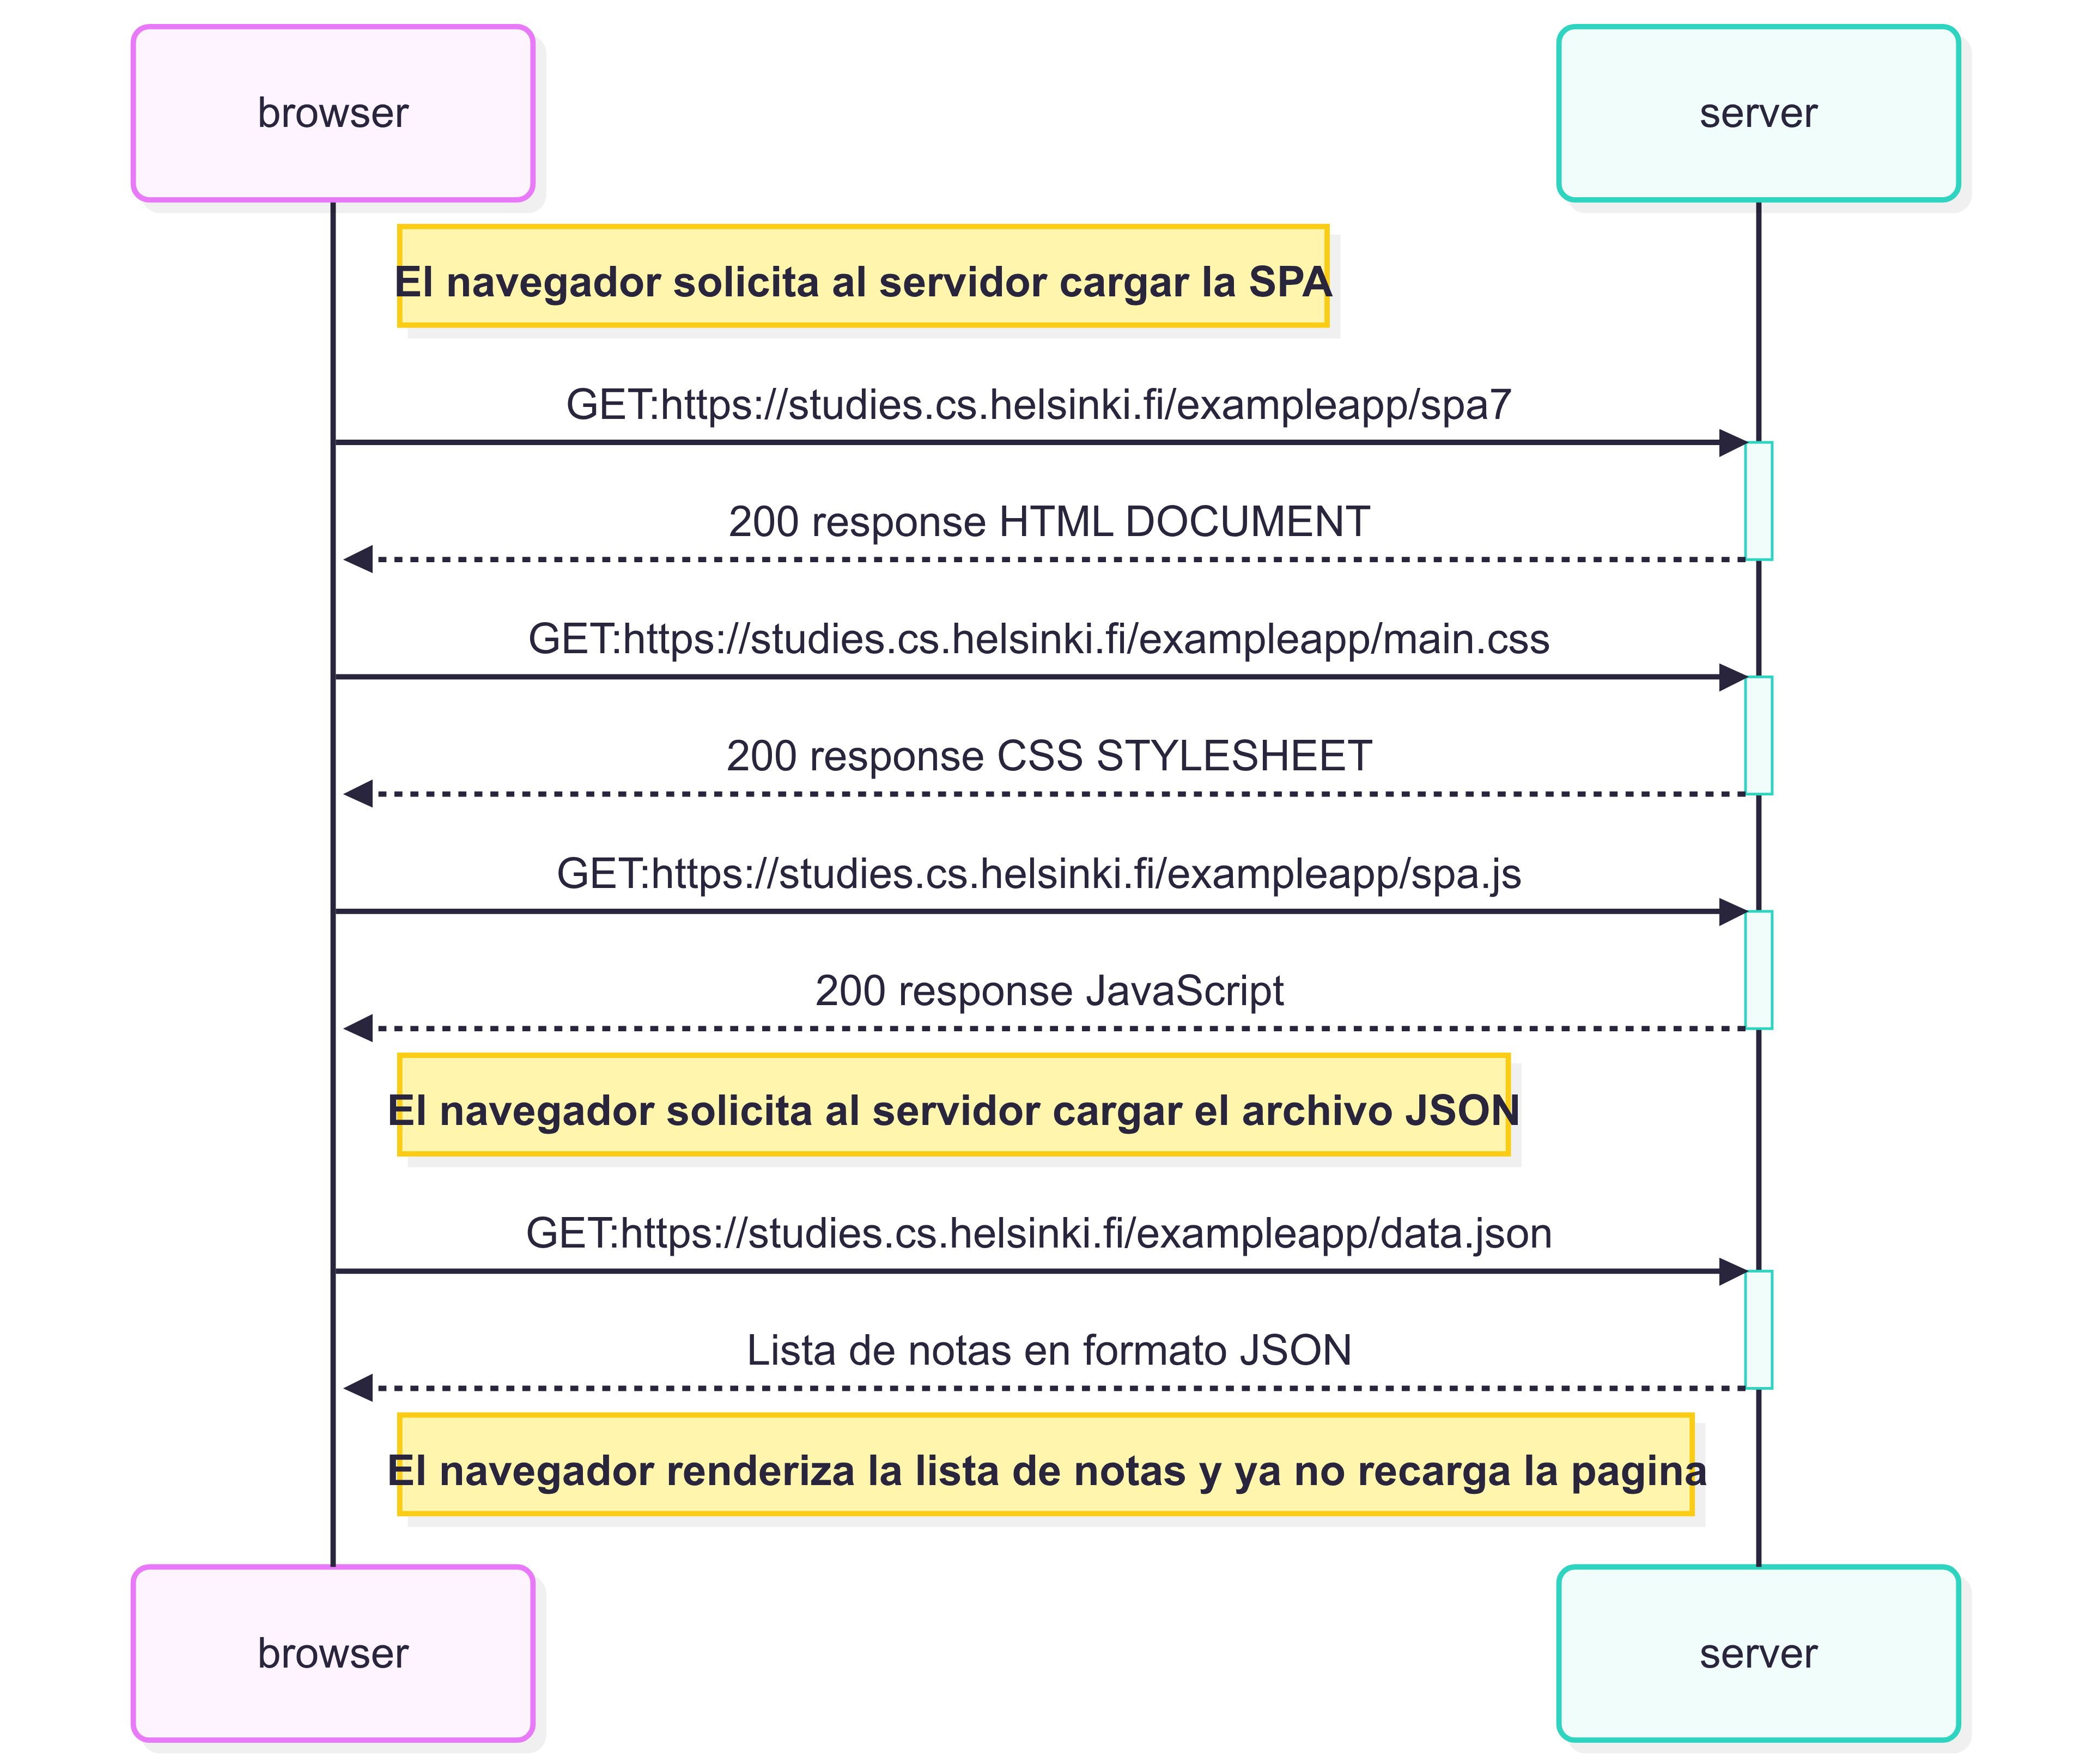 browser
server
El navegador solicita al servidor cargar la SPA
GET:https://studies.cs.helsinki.fi/exampleapp/spa7
200 response HTML DOCUMENT
GET:https://studies.cs.helsinki.fi/exampleapp/main.css
200 response CSS STYLESHEET
GET:https://studies.cs.helsinki.fi/exampleapp/spa.js
200 response JavaScript
El navegador solicita al servidor cargar el archivo JSON
GET:https://studies.cs.helsinki.fi/exampleapp/data.json
Lista de notas en formato JSON
El navegador renderiza la lista de notas y ya no recarga la pagina
browser
server